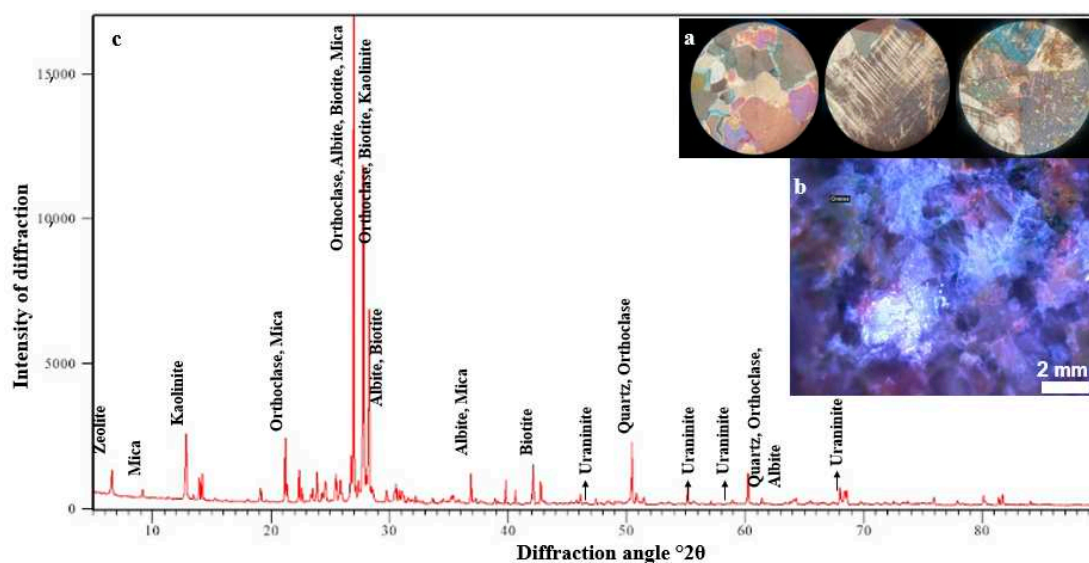 c
a
b
2 mm
15000
10000
5000
0
Intensity of diffraction
Zeolite
Mica
Kaolinite
Orthoclase, Mica
Orthoclase, Albite, Biotite, Mica
Orthoclase, Biotite, Kaolinite
Albite, Biotite
Albite, Mica
Biotite
Uraninite
Quartz, Orthoclase
Uraninite
Uraninite
Quartz, Orthoclase,
Albite
Uraninite
10 20 30 40 50 60 70 80
Diffraction angle °2θ